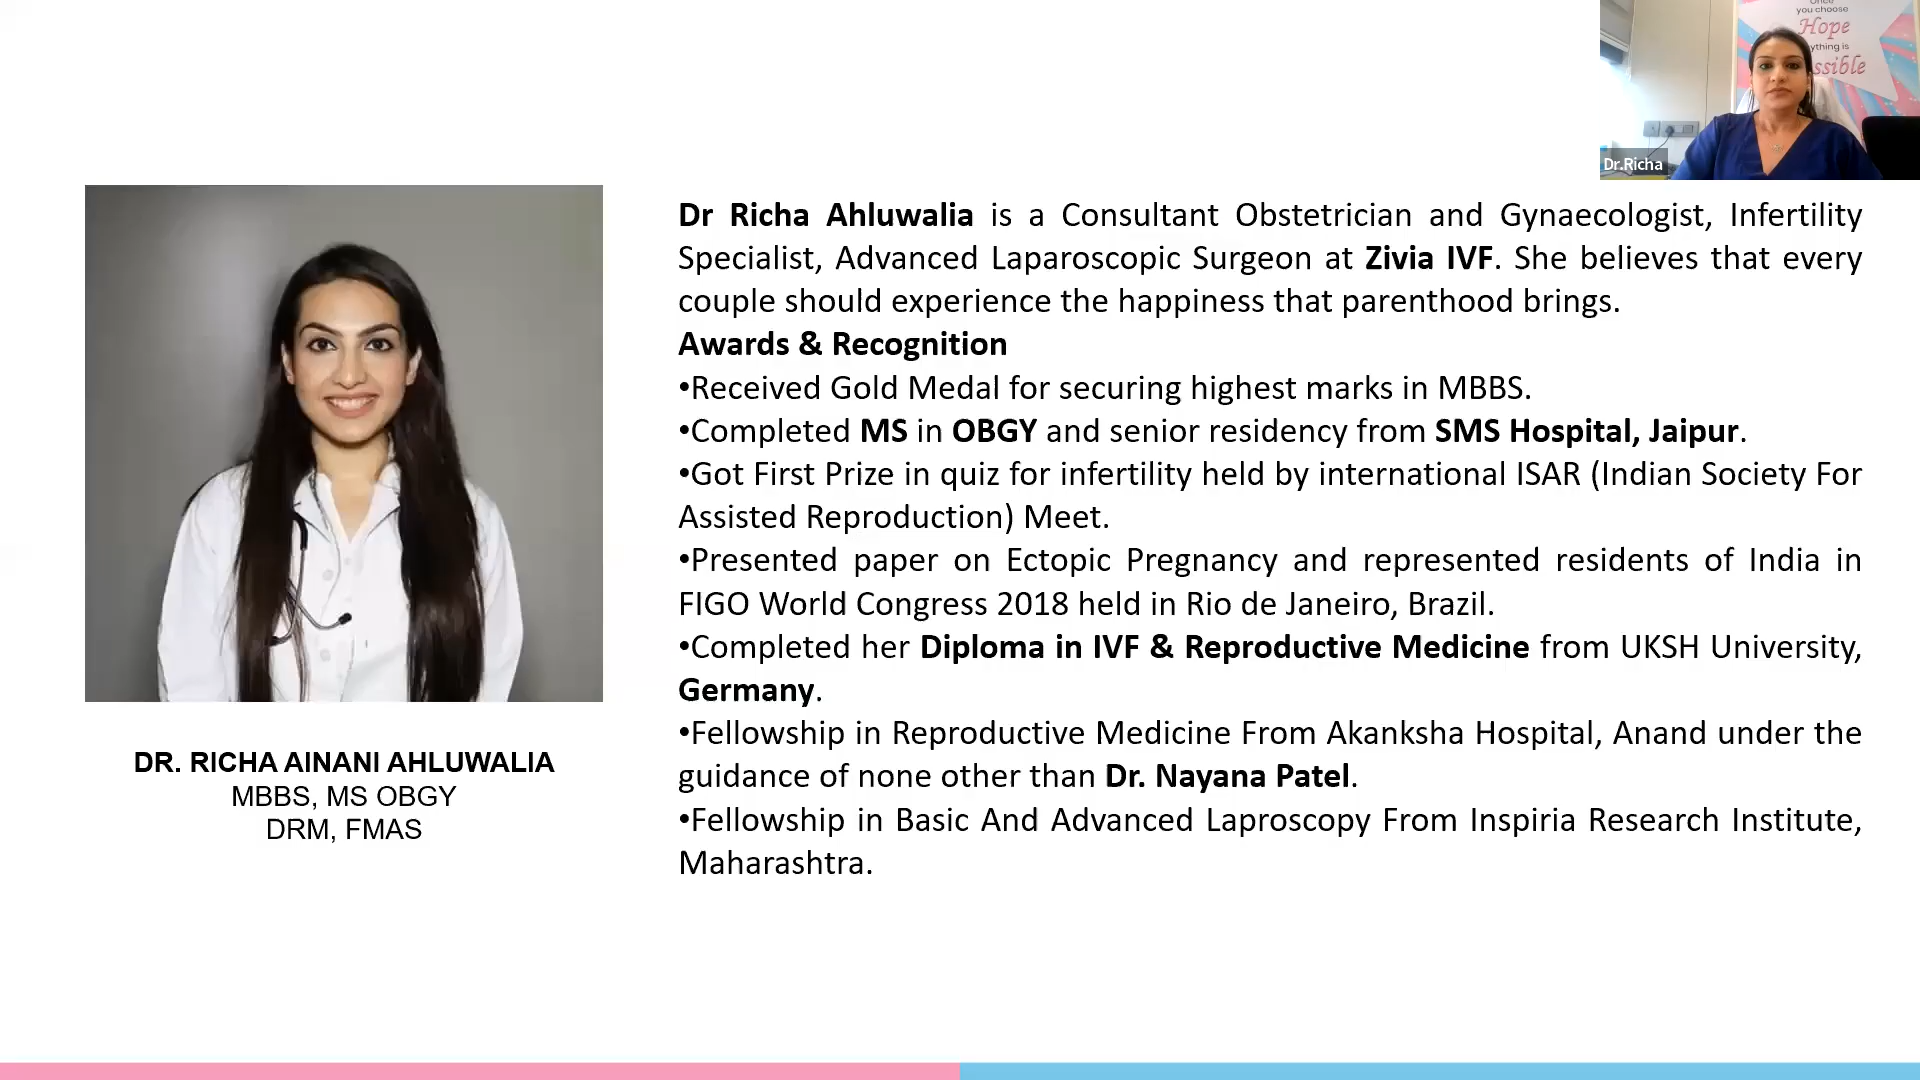 Once
you choose
Hope
ything is
ssible
Dr.Richa
Dr Richa Ahluwalia is a Consultant Obstetrician and Gynaecologist, Infertility
Specialist, Advanced Laparoscopic Surgeon at Zivia IVF. She believes that every
couple should experience the happiness that parenthood brings.
Awards & Recognition
•Received Gold Medal for securing highest marks in MBBS.
•Completed MS in OBGY and senior residency from SMS Hospital, Jaipur.
•Got First Prize in quiz for infertility held by international ISAR (Indian Society For
Assisted Reproduction) Meet.
•Presented paper on Ectopic Pregnancy and represented residents of India in
FIGO World Congress 2018 held in Rio de Janeiro, Brazil.
•Completed her Diploma in IVF & Reproductive Medicine from UKSH University,
Germany.
•Fellowship in Reproductive Medicine From Akanksha Hospital, Anand under the
guidance of none other than Dr. Nayana Patel.
•Fellowship in Basic And Advanced Laproscopy From Inspiria Research Institute,
Maharashtra.
DR. RICHA AINANI AHLUWALIA
MBBS, MS OBGY
DRM, FMAS